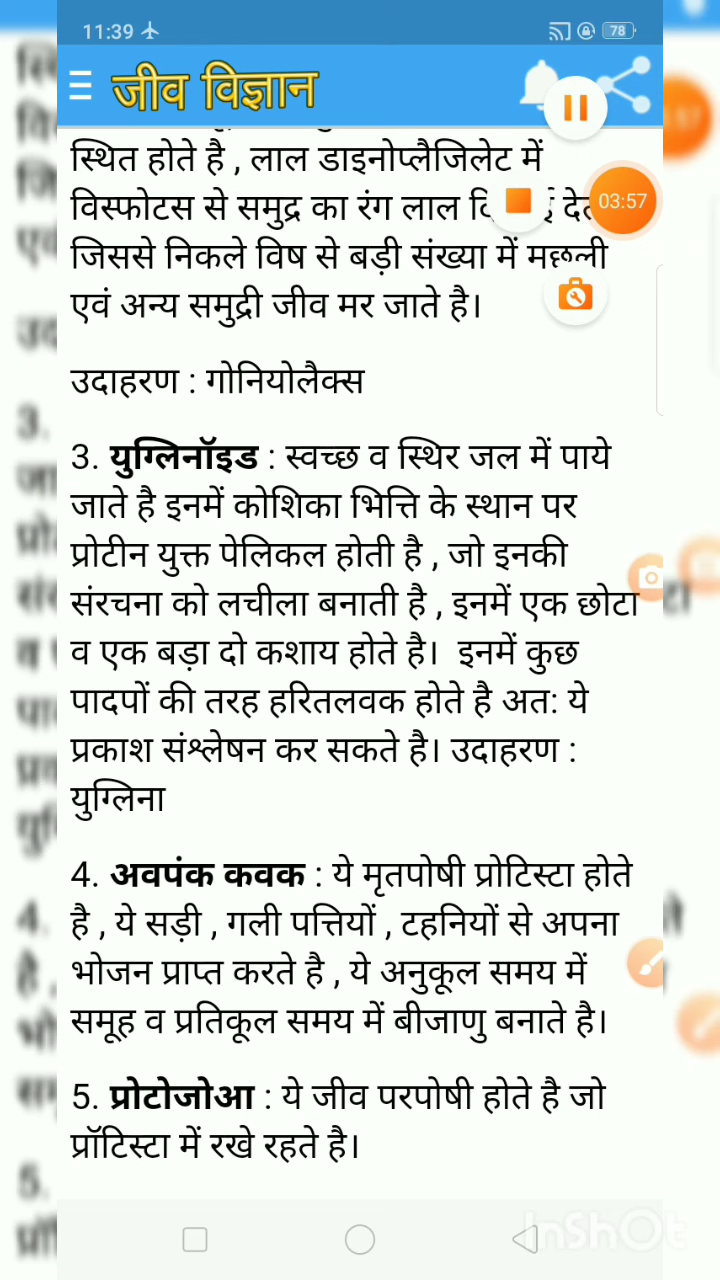 11:39
78
जीव विज्ञान
स्थित होते है , लाल डाइनोप्लैजिलेट में
विस्फोटस से समुद्र का रंग लाल
03:57
जिससे निकले विष से बड़ी संख्या में मछली
एवं अन्य समुद्री जीव मर जाते है।
उदाहरण : गोनियोलैक्स
3. युग्लिनॉइड : स्वच्छ व स्थिर जल में पाये
जाते है इनमें कोशिका भित्ति के स्थान पर
प्रोटीन युक्त पेलिकल होती है , जो इनकी
संरचना को लचीला बनाती है , इनमें एक छोटा
व एक बड़ा दो कशाय होते है। इनमें कुछ
पादपों की तरह हरितलवक होते है अत: ये
प्रकाश संश्लेषन कर सकते है। उदाहरण :
युग्लिना
4. अवपंक कवक : ये मृतपोषी प्रोटिस्टा होते
है , ये सड़ी , गली पत्तियों , टहनियों से अपना
भोजन प्राप्त करते है , ये अनुकूल समय में
समूह व प्रतिकूल समय में बीजाणु बनाते है।
5. प्रोटोजोआ : ये जीव परपोषी होते है जो
प्रॉटिस्टा में रखे रहते है।
InShOt